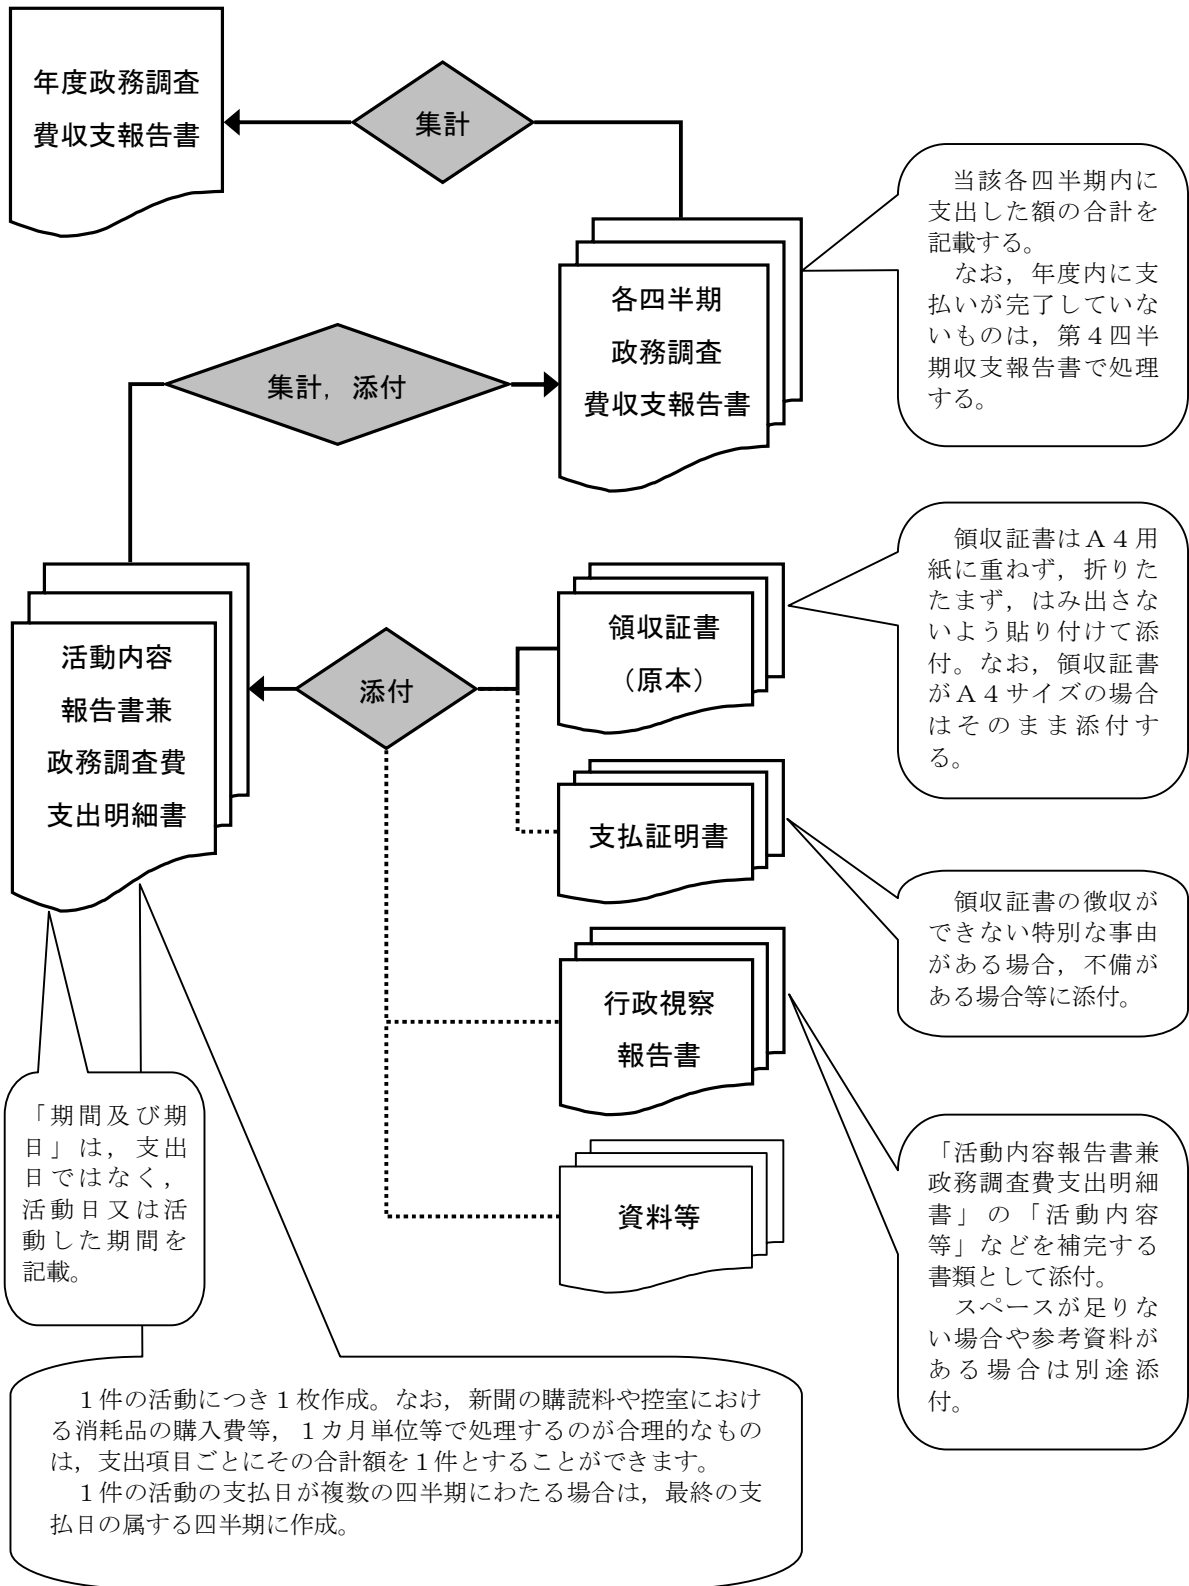 年度政務調査
費収支報告書
集計
当該各四半期内に
支出した額の合計を
記載する。
なお，年度内に支
払いが完了していな
いものは，第４四半
期収支報告書で処理
する。
各四半期
政務調査
費収支報告書
集計，添付
領収証書はＡ４用
紙に重ねず，折りた
たまず，はみ出さな
いよう貼り付けて添
付。なお，領収証書
がＡ４サイズの場合
はそのまま添付す
る。
領収証書
（原本）
活動内容
報告書兼
政務調査費
支出明細書
添付
支払証明書
領収証書の徴収が
できない特別な事由
がある場合，不備が
ある場合等に添付。
行政視察
報告書
「期間及び期
日」は，支出
日ではなく，
活動日又は活
動した期間を
記載。
「活動内容報告書兼
政務調査費支出明細
書」の「活動内容
等」などを補完する
書類として添付。
スペースが足りな
い場合や参考資料が
ある場合は別途添
付。
資料等
１件の活動につき１枚作成。なお，新聞の購読料や控室におけ
る消耗品の購入費等，１カ月単位等で処理するのが合理的なもの
は，支出項目ごとにその合計額を１件とすることができます。
１件の活動の支払日が複数の四半期にわたる場合は，最終の支
払日の属する四半期に作成。